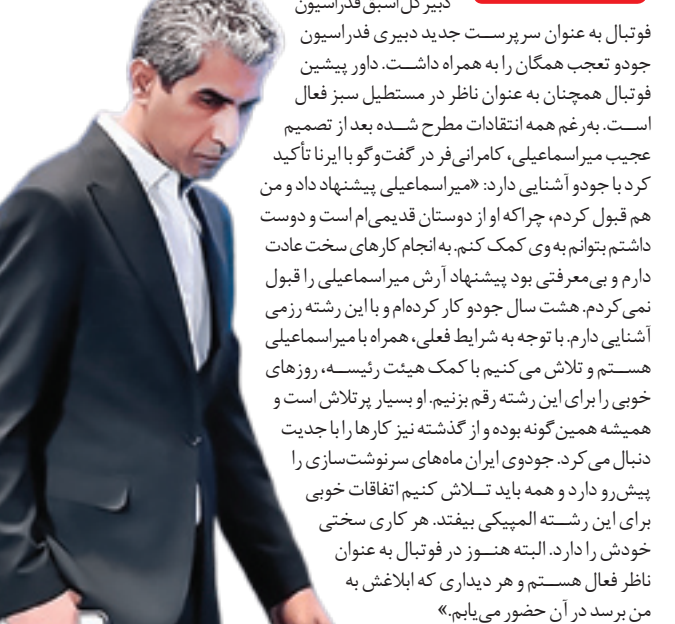 دبیرکل اسبق فدراسیون
فوتبال به عنوان سرپرست جدید دبیری فدراسیون
جودو تعجب همگان را به همراه داشت. داور پیشین
فوتبال همچنان به عنوان ناظر در مستطیل سبز فعال
است. به‌رغم همه انتقادات مطرح شده بعد از تصمیم
عجیب میراسماعیلی، کامرانی‌فر در گفت‌وگو با ایرنا تأکید
کرد با جودو آشنایی دارد: «میراسماعیلی پیشنهاد داد و من
هم قبول کردم، چراکه او از دوستان قدیمی‌ام است و دوست
داشتم بتوانم به وی کمک کنم. به انجام کارهای سخت عادت
دارم و بی‌معرفتی بود پیشنهاد آرش میراسماعیلی را قبول
نمی‌کردم. هشت سال جودو کار کرده‌ام و با این رشته رزمی
آشنایی دارم. با توجه به شرایط فعلی، همراه با میراسماعیلی
هستم و تلاش می‌کنیم با کمک هیئت رئیسه، روزهای
خوبی را برای این رشته رقم بزنیم. او بسیار پرتلاش است و
همیشه همین‌گونه بوده و از گذشته نیز کارها را با جدیت
دنبال می‌کرد. جودوی ایران ماه‌های سرنوشت‌سازی را
پیش‌رو دارد و همه باید تلاش کنیم اتفاقات خوبی
برای این رشته المپیکی بیفتد. هر کاری سختی
خودش را دارد. البته هنوز در فوتبال به عنوان
ناظر فعال هستم و هر دیداری که ابلاغش به
من برسد در آن حضور می‌یابم.»